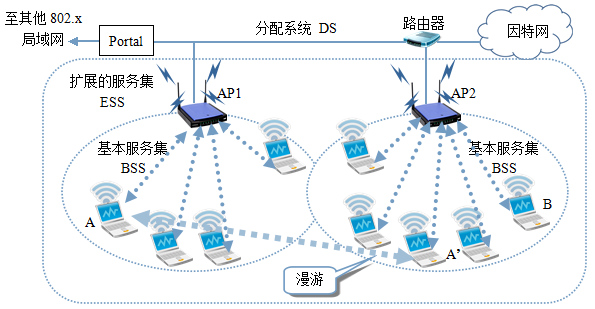 至其他 802.x
局域网
Portal
分配系统 DS
路由器
因特网
扩展的服务集
ESS
AP1
AP2
基本服务集
BSS
基本服务集
BSS
A
B
A’
漫游